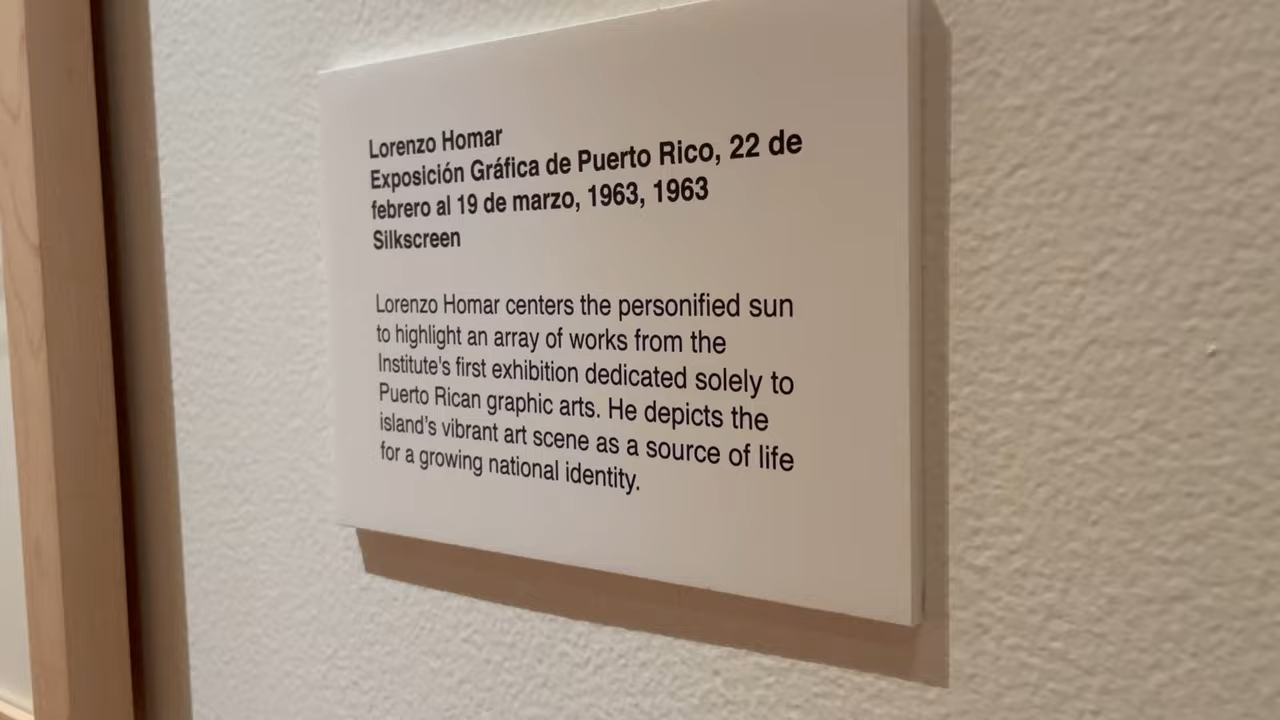 Lorenzo Homar
Exposición Gráfica de Puerto Rico, 22 de
febrero al 19 de marzo, 1963, 1963
Silkscreen
Lorenzo Homar centers the personified sun
to highlight an array of works from the
Institute's first exhibition dedicated solely to
Puerto Rican graphic arts. He depicts the
island's vibrant art scene as a source of life
for a growing national identity.